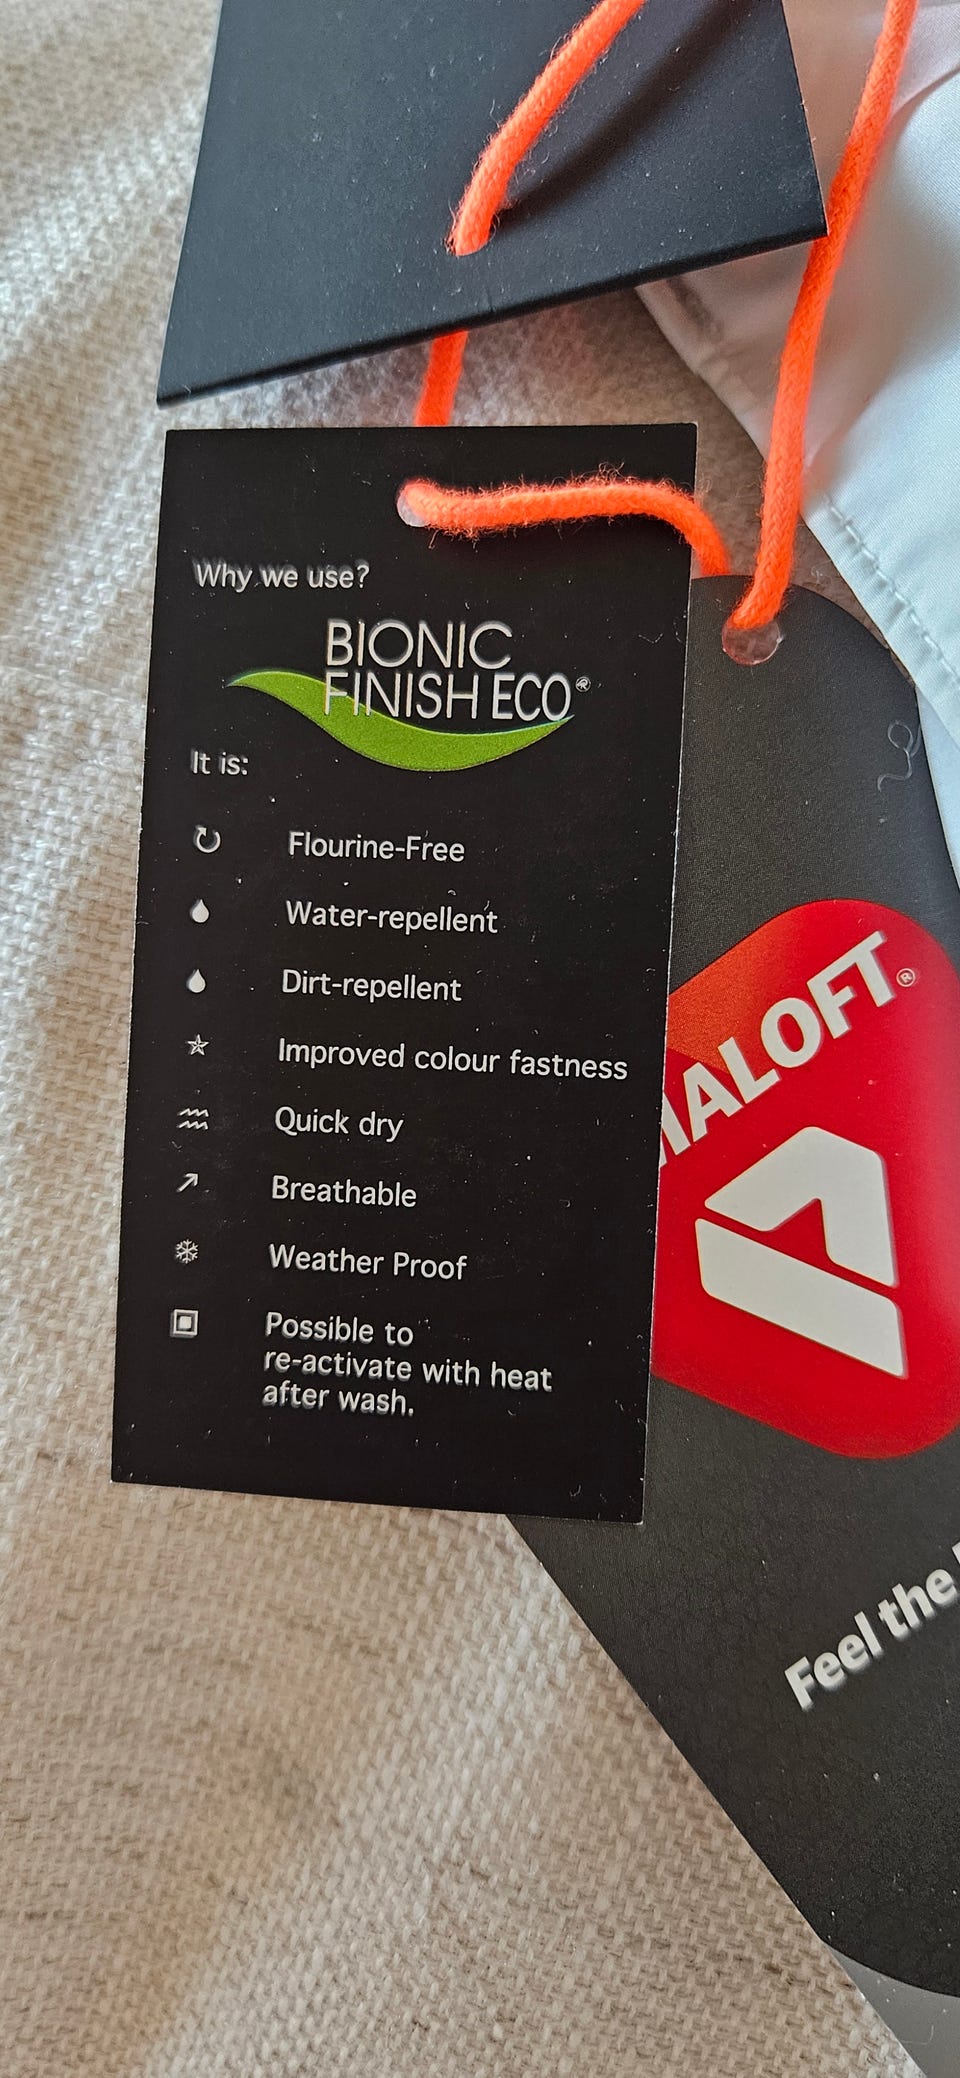 Why we use?
BIONIC
FINISH ECO®
It is:
Flourine-Free
Water-repellent
Dirt-repellent
Improved colour fastness
Quick dry
Breathable
Weather Proof
Possible to
re-activate with heat
after wash.
MALOFT®
Feel the